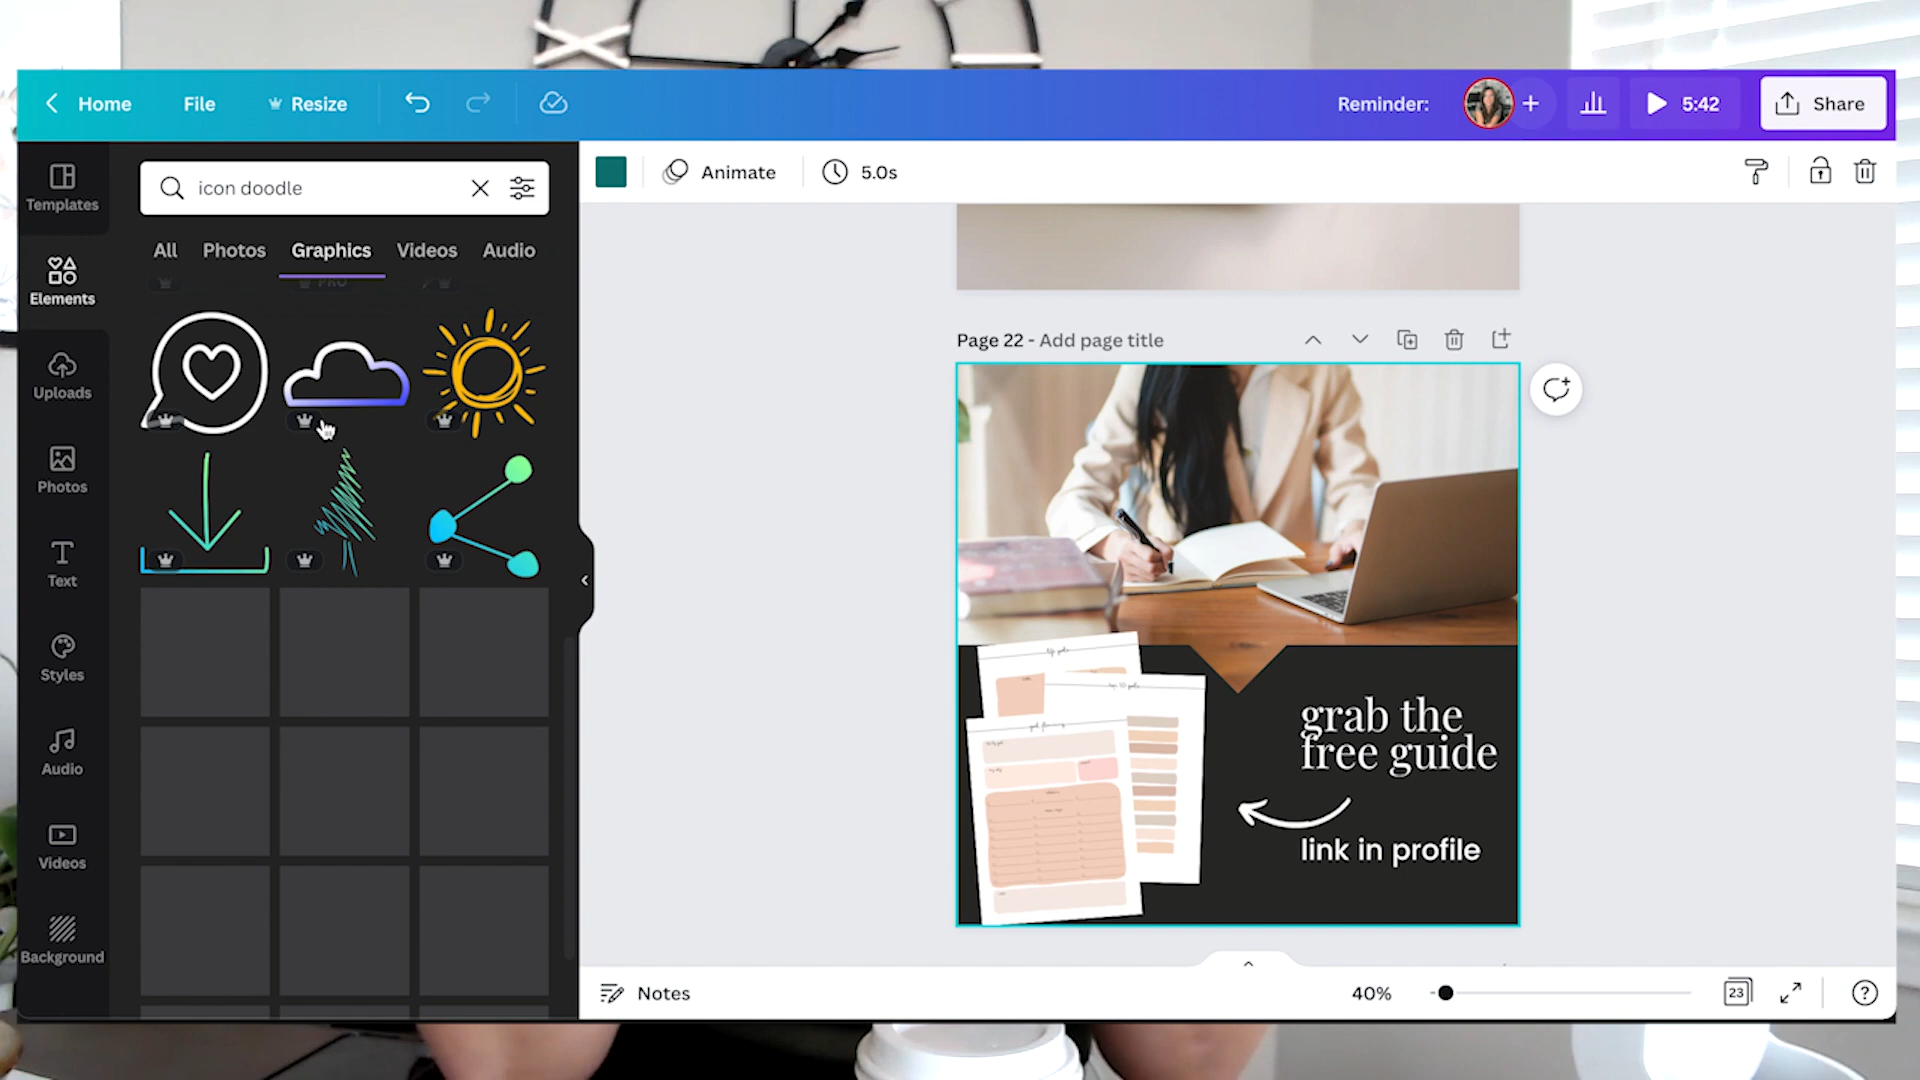 Home File Resize Reminder: + 5:42 Share
Templates
Elements
Uploads
Photos
Text
Styles
Audio
Videos
Background
icon doodle
All Photos Graphics Videos Audio
PRO
Animate 5.0s
Page 22 - Add page title
grab the
free guide
link in profile
Notes 40% 23 ?